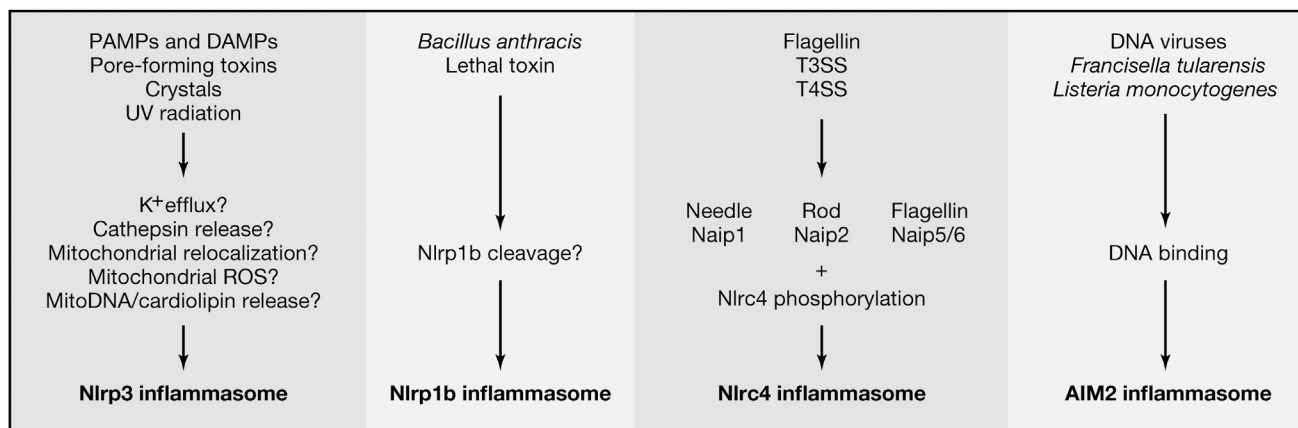 PAMPs and DAMPs
Pore-forming toxins
Crystals
UV radiation
K+ efflux?
Cathepsin release?
Mitochondrial relocalization?
Mitochondrial ROS?
MitoDNA/cardiolipin release?
Nlrp3 inflammasome
Bacillus anthracis
Lethal toxin
Nlrp1b cleavage?
Nlrp1b inflammasome
Flagellin
T3SS
T4SS
Needle Rod Flagellin
Naip1 Naip2 Naip5/6
+
Nlrc4 phosphorylation
Nlrc4 inflammasome
DNA viruses
Francisella tularensis
Listeria monocytogenes
DNA binding
AIM2 inflammasome